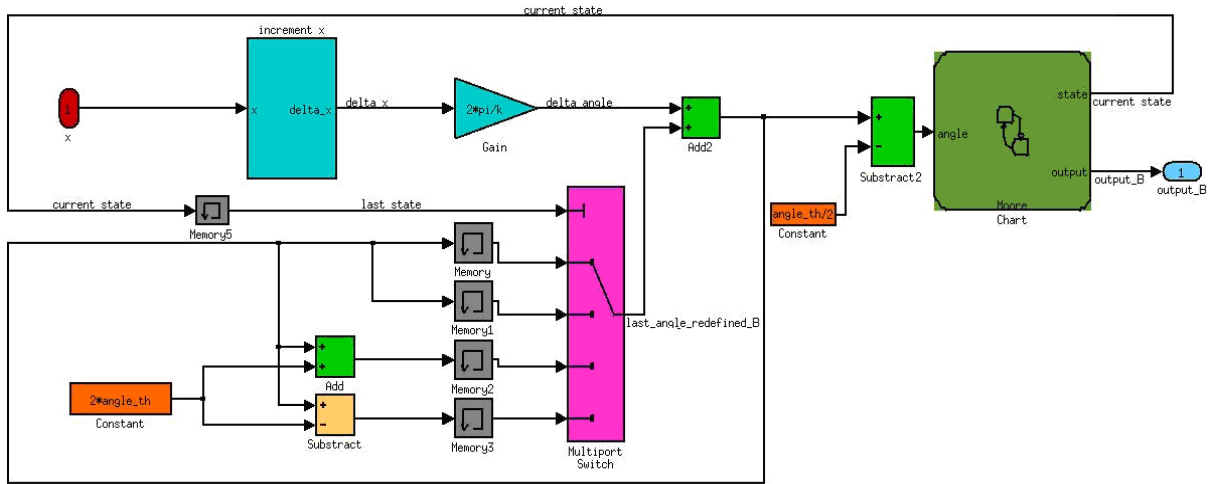 current state
increment x
1
x
x
delta_x
delta x
2*pi/k
Gain
delta angle
+
+
Add2
+
−
Substract2
angle
state
output
Moore
Chart
current state
output_B
1
output_B
angle_th/2
Constant
current state
Memory5
last state
Memory
Memory1
last_angle_redefined_B
+
+
Add
Memory2
2*angle_th
Constant
+
−
Substract
Memory3
Multiport
Switch